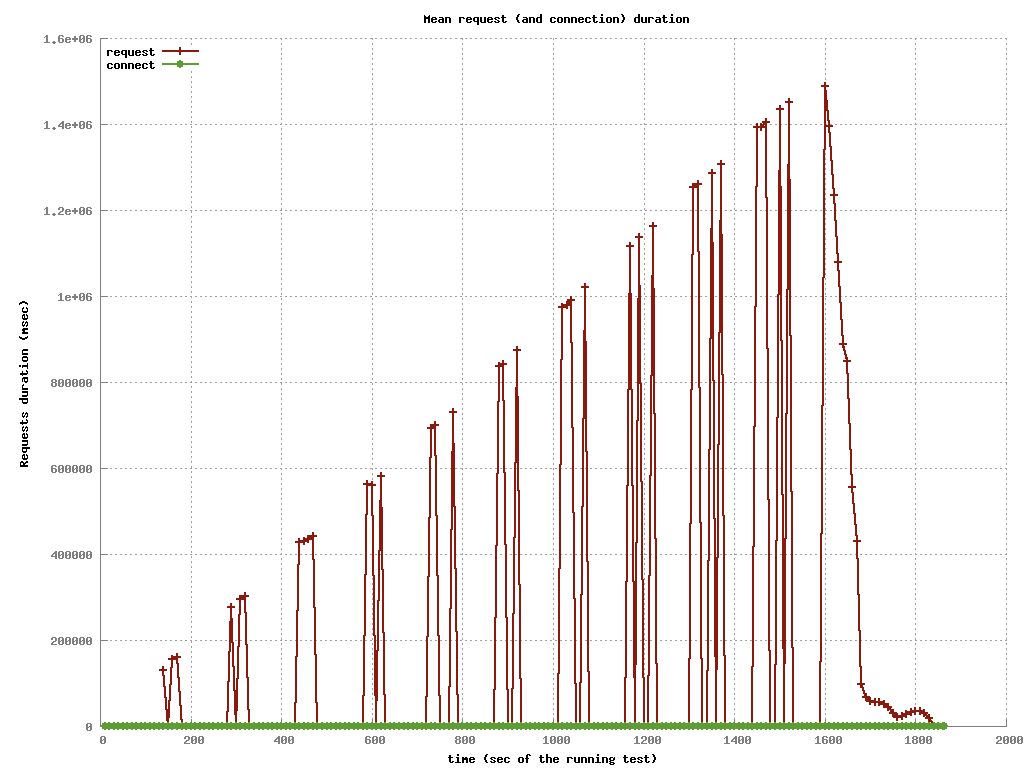 Mean request (and connection) duration
1.6e+06
request
connect
1.4e+06
1.2e+06
1e+06
800000
600000
400000
200000
0
Requests duration (msec)
0 200 400 600 800 1000 1200 1400 1600 1800 2000
time (sec of the running test)